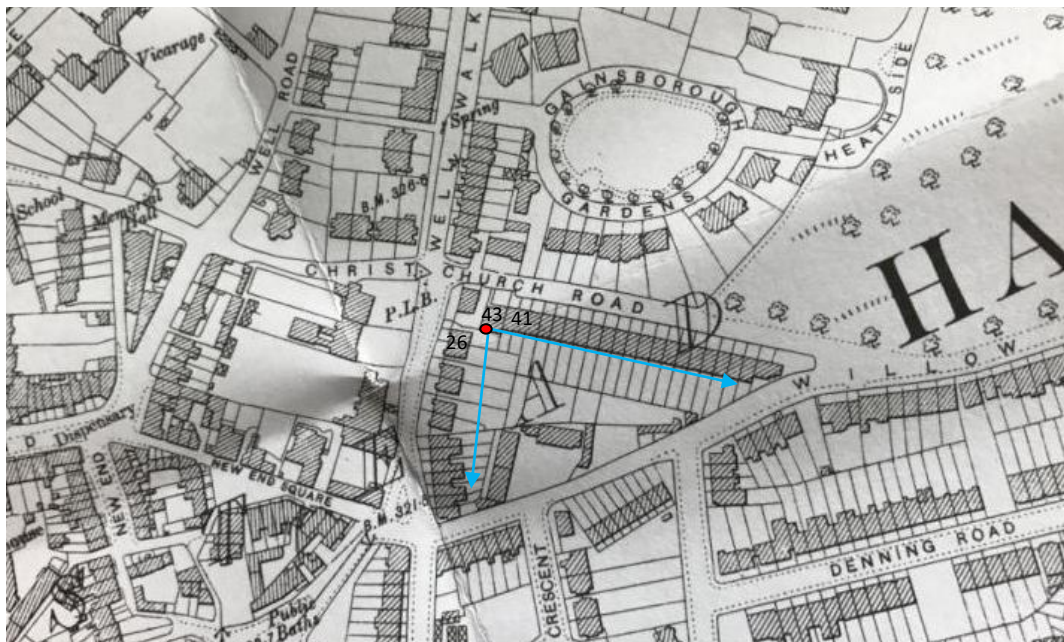 Vicarage
ROAD
WELL
WELL WALK
Spring
GAINSBOROUGH
GARDENS
HEATH SIDE
School
Memorial
Hall
B.M. 326·6
CHRIST CHURCH ROAD
P.L.B.
43 41
26
HA
D
A
WILLOW
D
Dispensary
NEW END
NEW END SQUARE
B.M. 321
CRESCENT
DENNING ROAD
Public
Baths